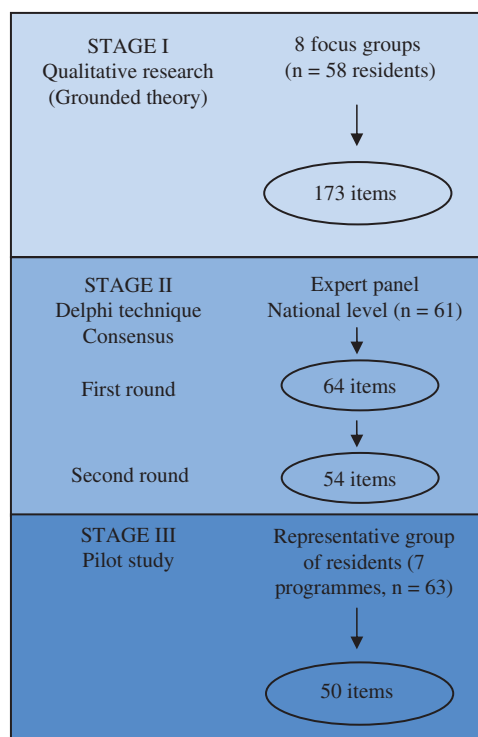 STAGE I
Qualitative research
(Grounded theory)
8 focus groups
(n = 58 residents)
173 items
STAGE II
Delphi technique
Consensus
Expert panel
National level (n = 61)
First round
64 items
Second round
54 items
STAGE III
Pilot study
Representative group
of residents (7
programmes, n = 63)
50 items